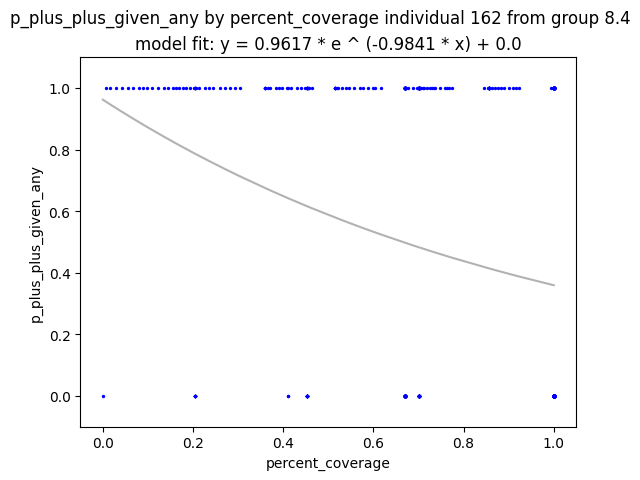 p_plus_plus_given_any by percent_coverage individual 162 from group 8.4
model fit: y = 0.9617 * e ^ (-0.9841 * x) + 0.0
1.0
0.8
0.6
0.4
0.2
0.0
p_plus_plus_given_any
0.0 0.2 0.4 0.6 0.8 1.0
percent_coverage